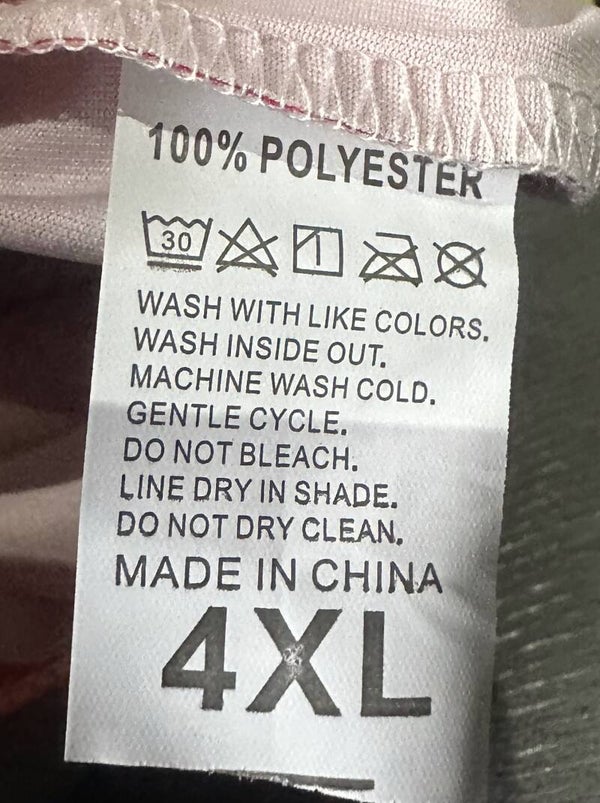 100% POLYESTER
30
WASH WITH LIKE COLORS.
WASH INSIDE OUT.
MACHINE WASH COLD.
GENTLE CYCLE.
DO NOT BLEACH.
LINE DRY IN SHADE.
DO NOT DRY CLEAN.
MADE IN CHINA
4XL